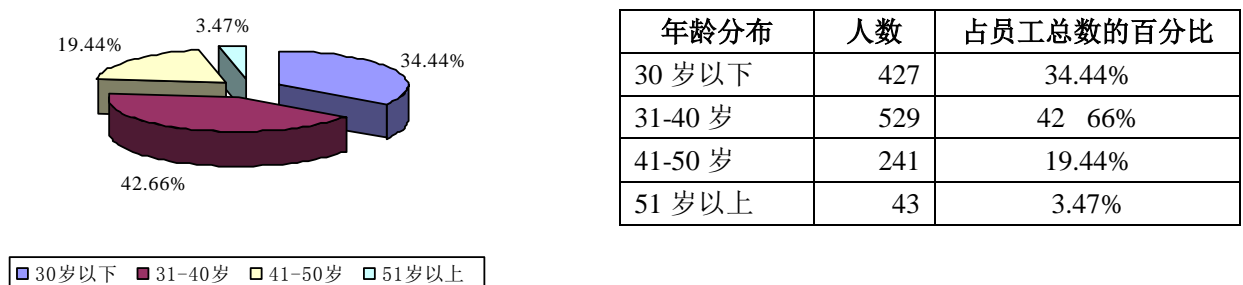 3.47%
19.44%
34.44%
42.66%
30岁以下 31-40岁 41-50岁 51岁以上
年龄分布 人数 占员工总数的百分比
30 岁以下 427 34.44%
31-40 岁 529 42 66%
41-50 岁 241 19.44%
51 岁以上 43 3.47%